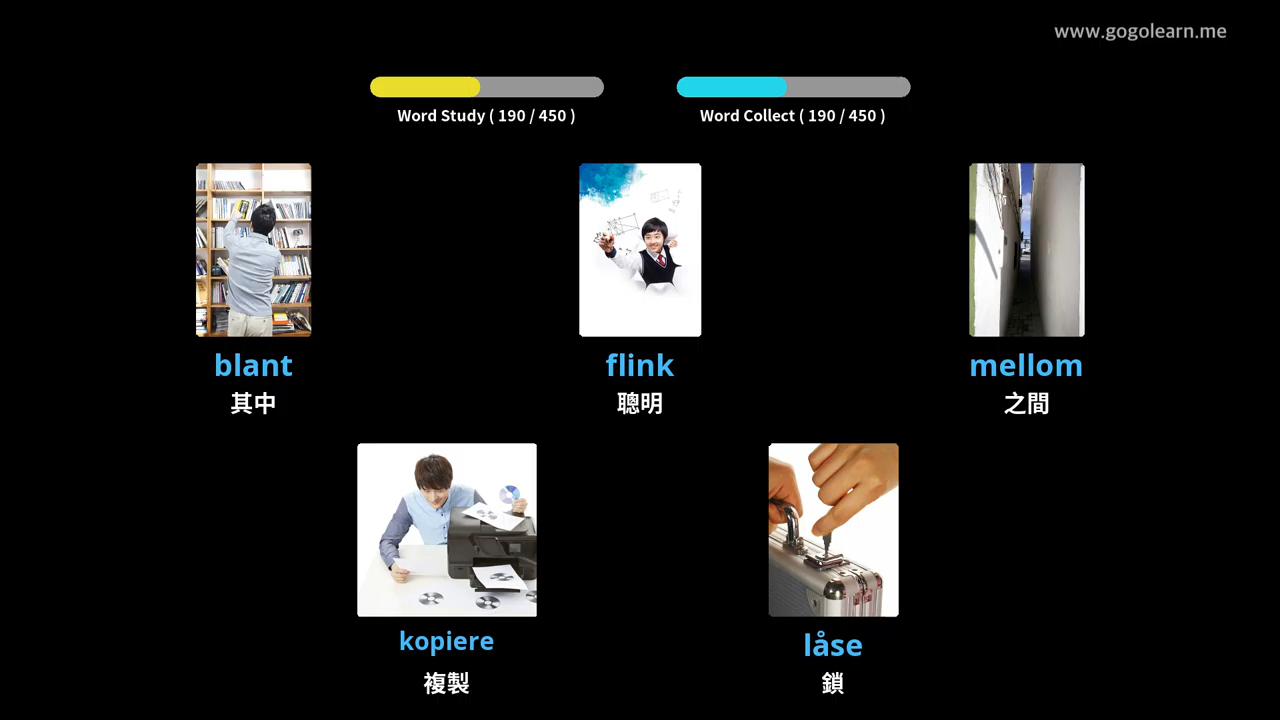 www.gogolearn.me
Word Study ( 190 / 450 )
Word Collect ( 190 / 450 )
blant
其中
flink
聰明
mellom
之間
kopiere
複製
låse
鎖